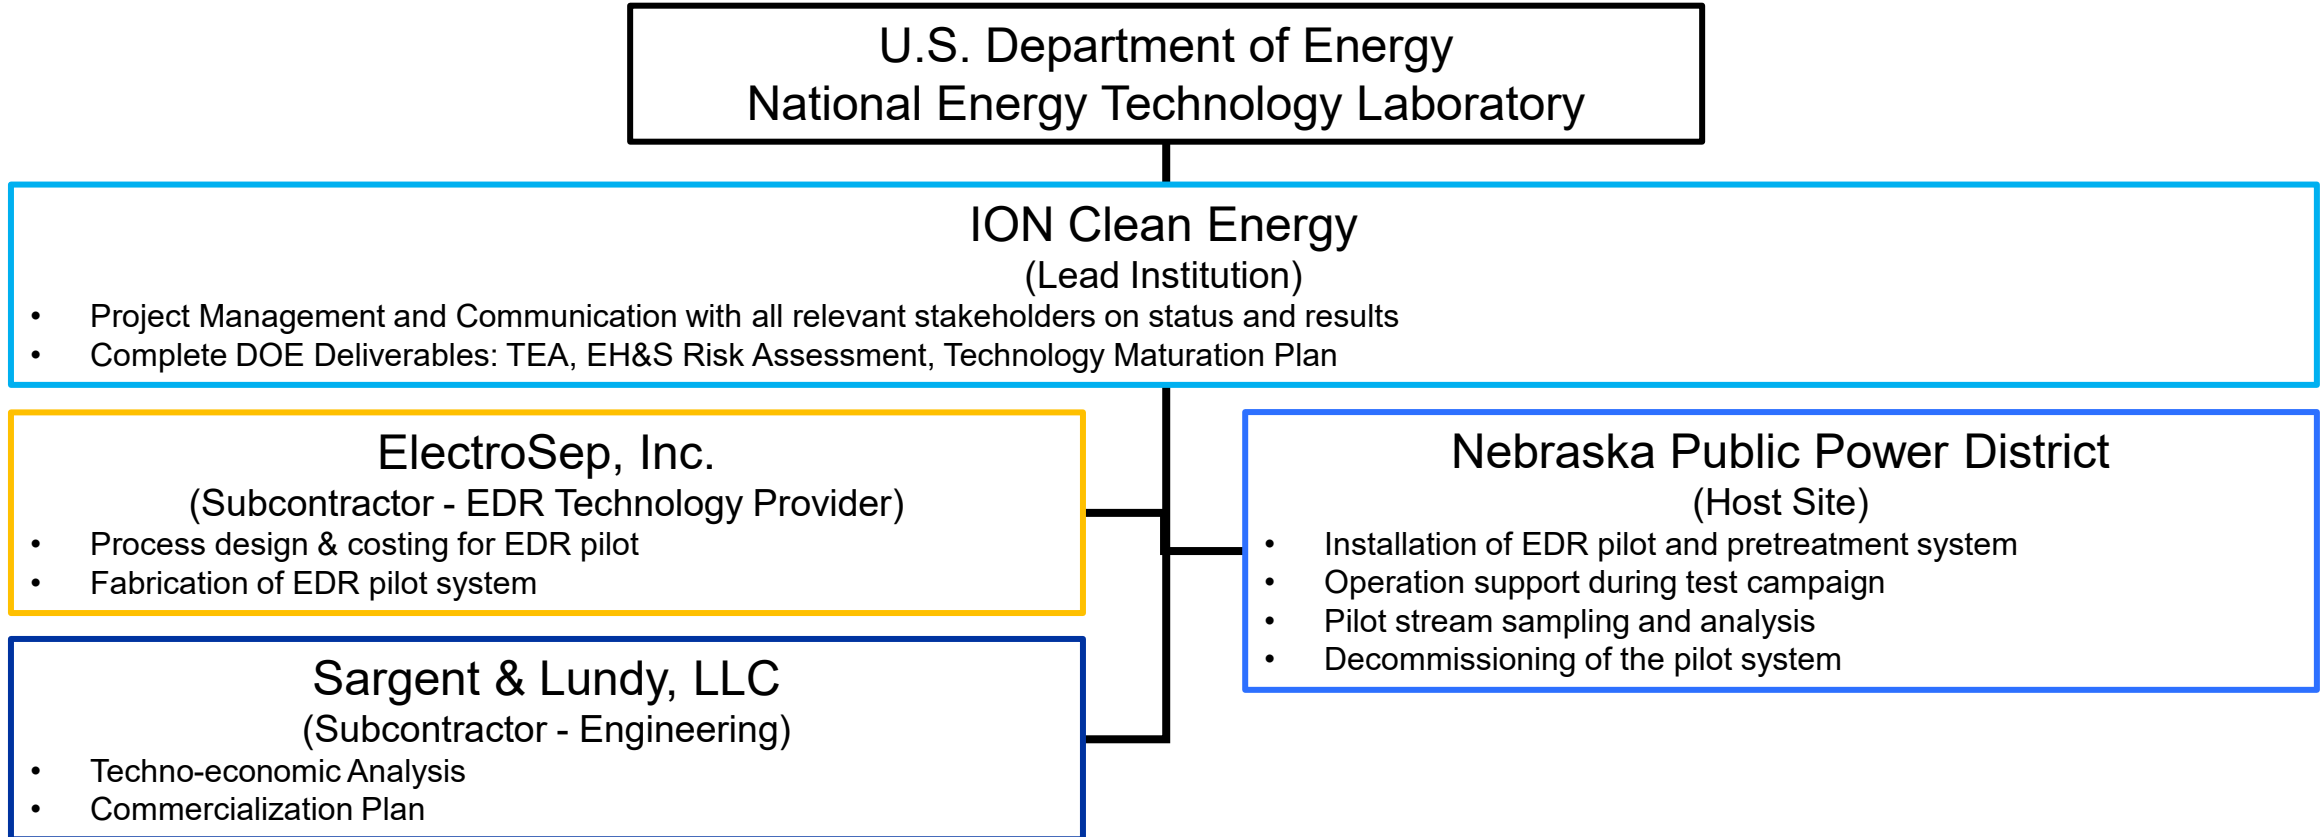 U.S. Department of Energy
National Energy Technology Laboratory
ION Clean Energy
(Lead Institution)
• Project Management and Communication with all relevant stakeholders on status and results
• Complete DOE Deliverables: TEA, EH&S Risk Assessment, Technology Maturation Plan
ElectroSep, Inc.
(Subcontractor - EDR Technology Provider)
• Process design & costing for EDR pilot
• Fabrication of EDR pilot system
Nebraska Public Power District
(Host Site)
• Installation of EDR pilot and pretreatment system
• Operation support during test campaign
• Pilot stream sampling and analysis
• Decommissioning of the pilot system
Sargent & Lundy, LLC
(Subcontractor - Engineering)
• Techno-economic Analysis
• Commercialization Plan